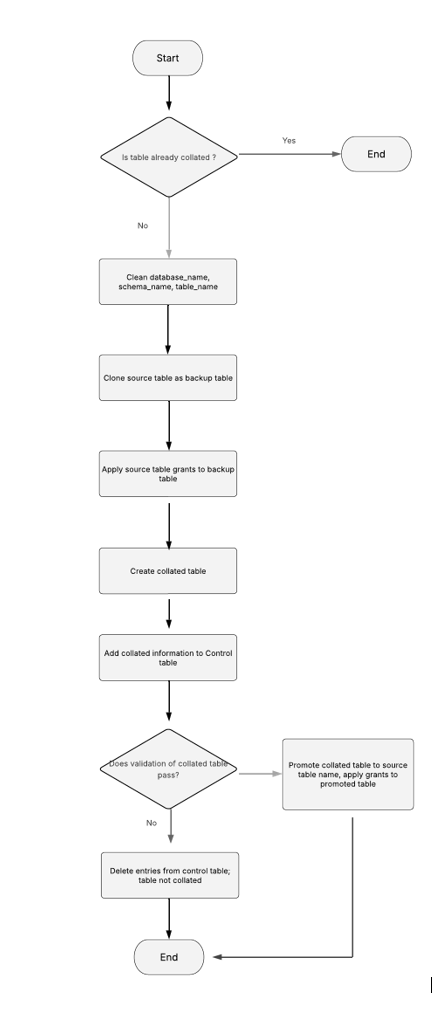 Start
Is table already collated ?
Yes
End
No
Clean database_name,
schema_name, table_name
Clone source table as backup table
Apply source table grants to backup
table
Create collated table
Add collated information to Control
table
Does validation of collated table
pass?
Promote collated table to source
table name, apply grants to
promoted table
No
Delete entries from control table;
table not collated
End